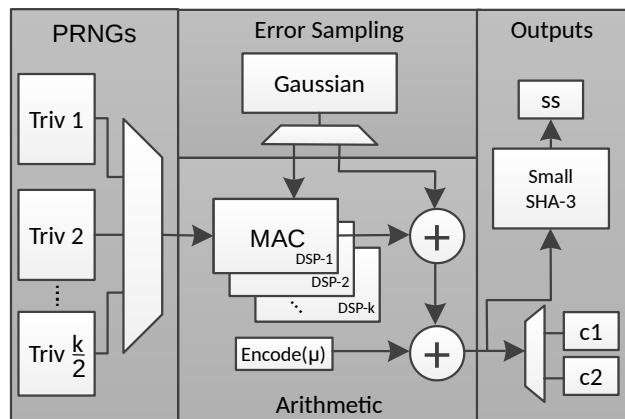 PRNGs
Error Sampling
Outputs
Triv 1
Triv 2
Triv k/2
Gaussian
MAC
DSP-1
DSP-2
DSP-k
+
Encode(μ)
+
Arithmetic
ss
Small
SHA-3
c1
c2